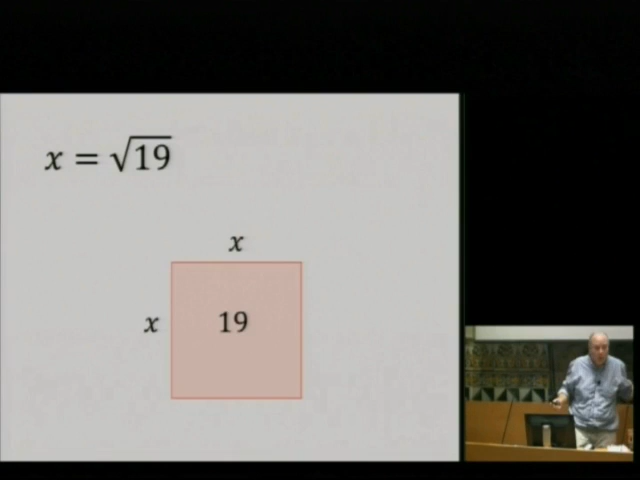 x = √19
x
x
19